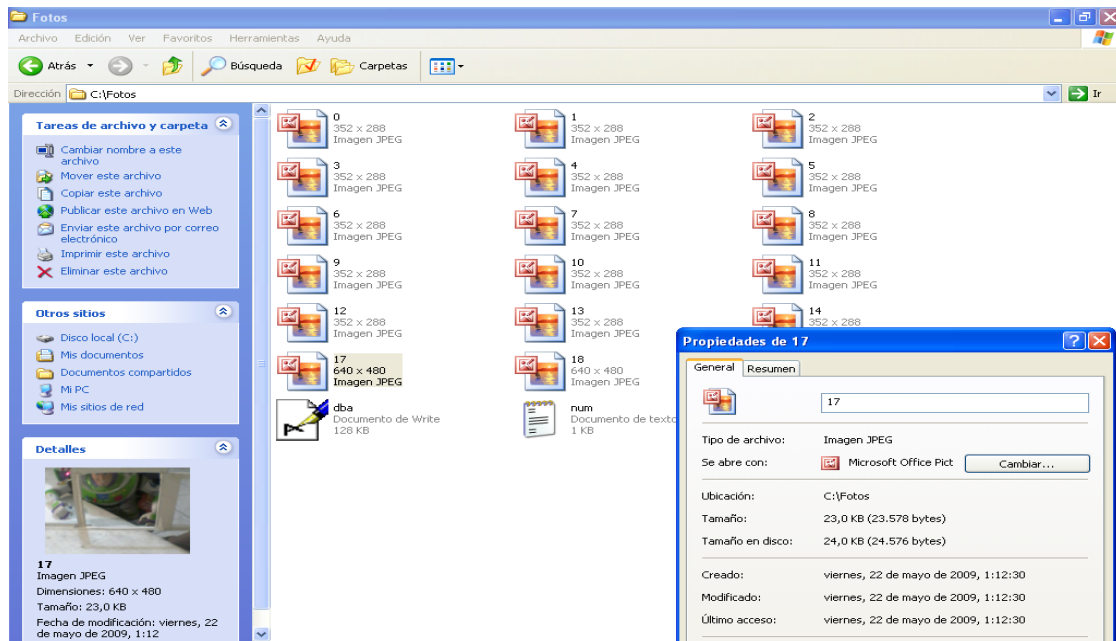 Fotos
Archivo Edición Ver Favoritos Herramientas Ayuda
Atrás Búsqueda Carpetas
Dirección C:\Fotos Ir
Tareas de archivo y carpeta
Cambiar nombre a este
archivo
Mover este archivo
Copiar este archivo
Publicar este archivo en Web
Enviar este archivo por correo
electrónico
Imprimir este archivo
Eliminar este archivo
Otros sitios
Disco local (C:)
Mis documentos
Documentos compartidos
Mi PC
Mis sitios de red
Detalles
17
Imagen JPEG
Dimensiones: 640 x 480
Tamaño: 23,0 KB
Fecha de modificación: viernes, 22
de mayo de 2009, 1:12
0
352 x 288
Imagen JPEG
1
352 x 288
Imagen JPEG
2
352 x 288
Imagen JPEG
3
352 x 288
Imagen JPEG
4
352 x 288
Imagen JPEG
5
352 x 288
Imagen JPEG
6
352 x 288
Imagen JPEG
7
352 x 288
Imagen JPEG
8
352 x 288
Imagen JPEG
9
352 x 288
Imagen JPEG
10
352 x 288
Imagen JPEG
11
352 x 288
Imagen JPEG
12
352 x 288
Imagen JPEG
13
352 x 288
Imagen JPEG
14
352 x 288
17
640 x 480
Imagen JPEG
18
640 x 480
Imagen JPEG
dba
Documento de Write
128 KB
num
Documento de texto
1 KB
Propiedades de 17
General Resumen
17
Tipo de archivo: Imagen JPEG
Se abre con: Microsoft Office Pict Cambiar...
Ubicación: C:\Fotos
Tamaño: 23,0 KB (23.578 bytes)
Tamaño en disco: 24,0 KB (24.576 bytes)
Creado: viernes, 22 de mayo de 2009, 1:12:30
Modificado: viernes, 22 de mayo de 2009, 1:12:30
Último acceso: viernes, 22 de mayo de 2009, 1:12:30